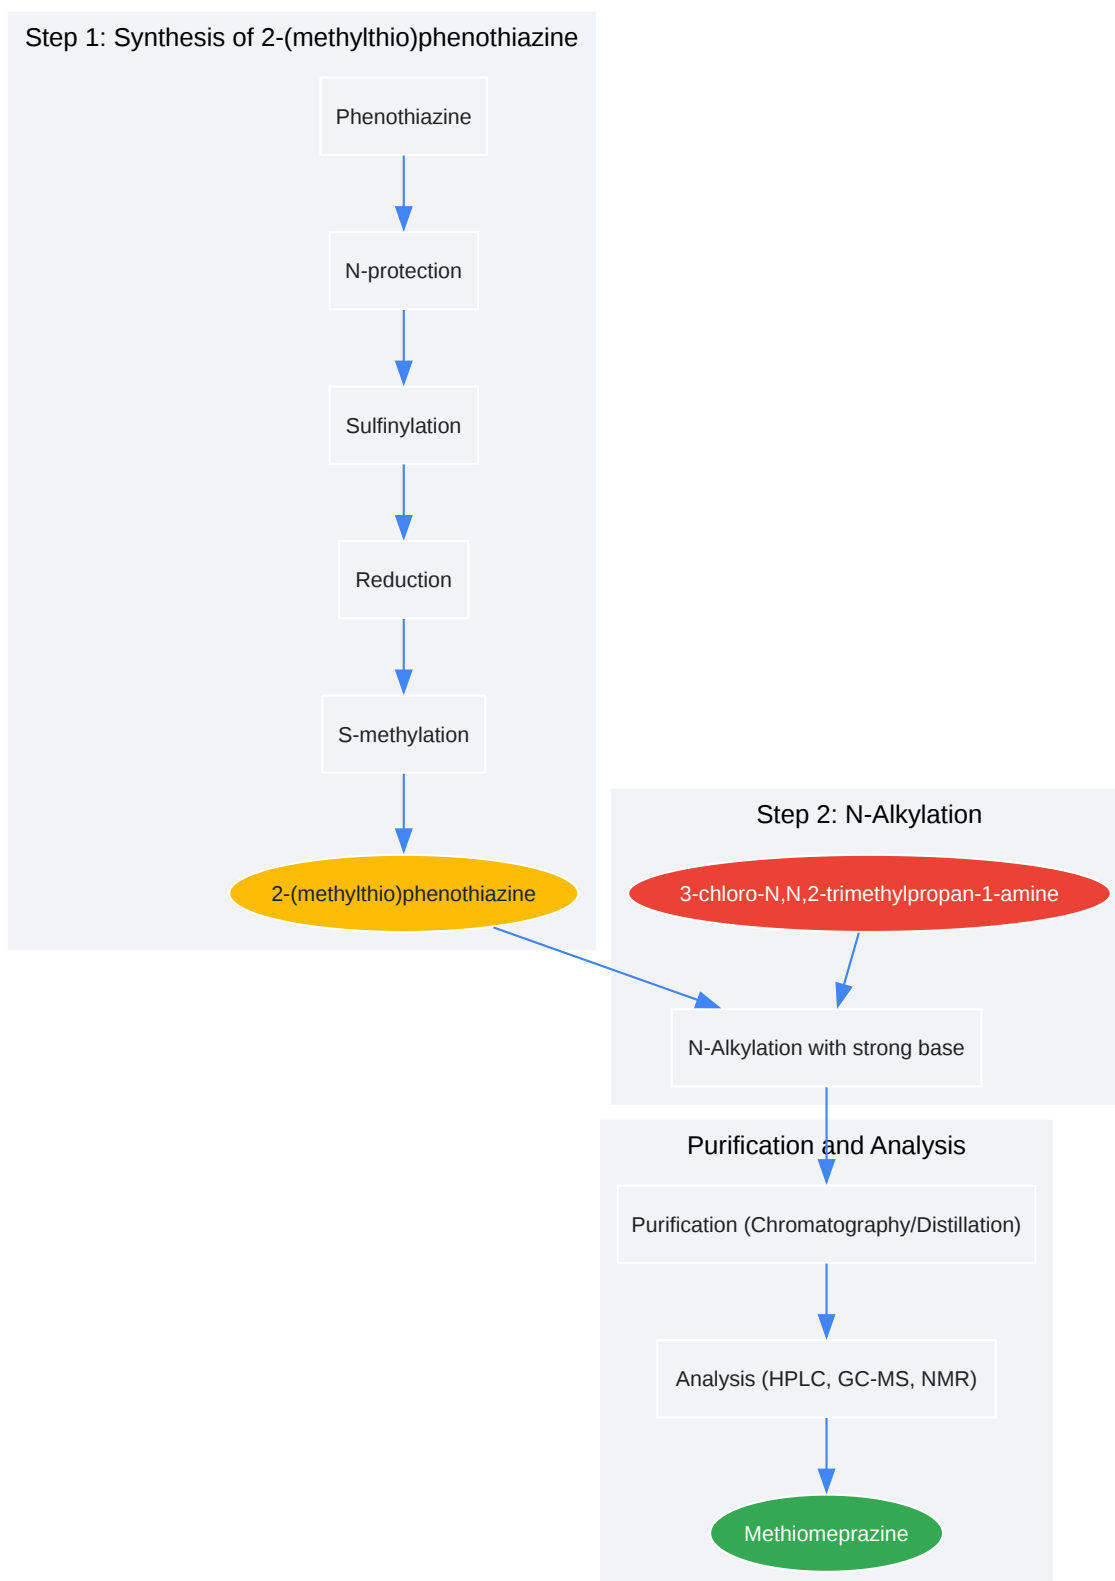 Step 1: Synthesis of 2-(methylthio)phenothiazine
Phenothiazine
N-protection
Sulfinylation
Reduction
S-methylation
2-(methylthio)phenothiazine
Step 2: N-Alkylation
3-chloro-N,N,2-trimethylpropan-1-amine
N-Alkylation with strong base
Purification and Analysis
Purification (Chromatography/Distillation)
Analysis (HPLC, GC-MS, NMR)
Methiomeprazine